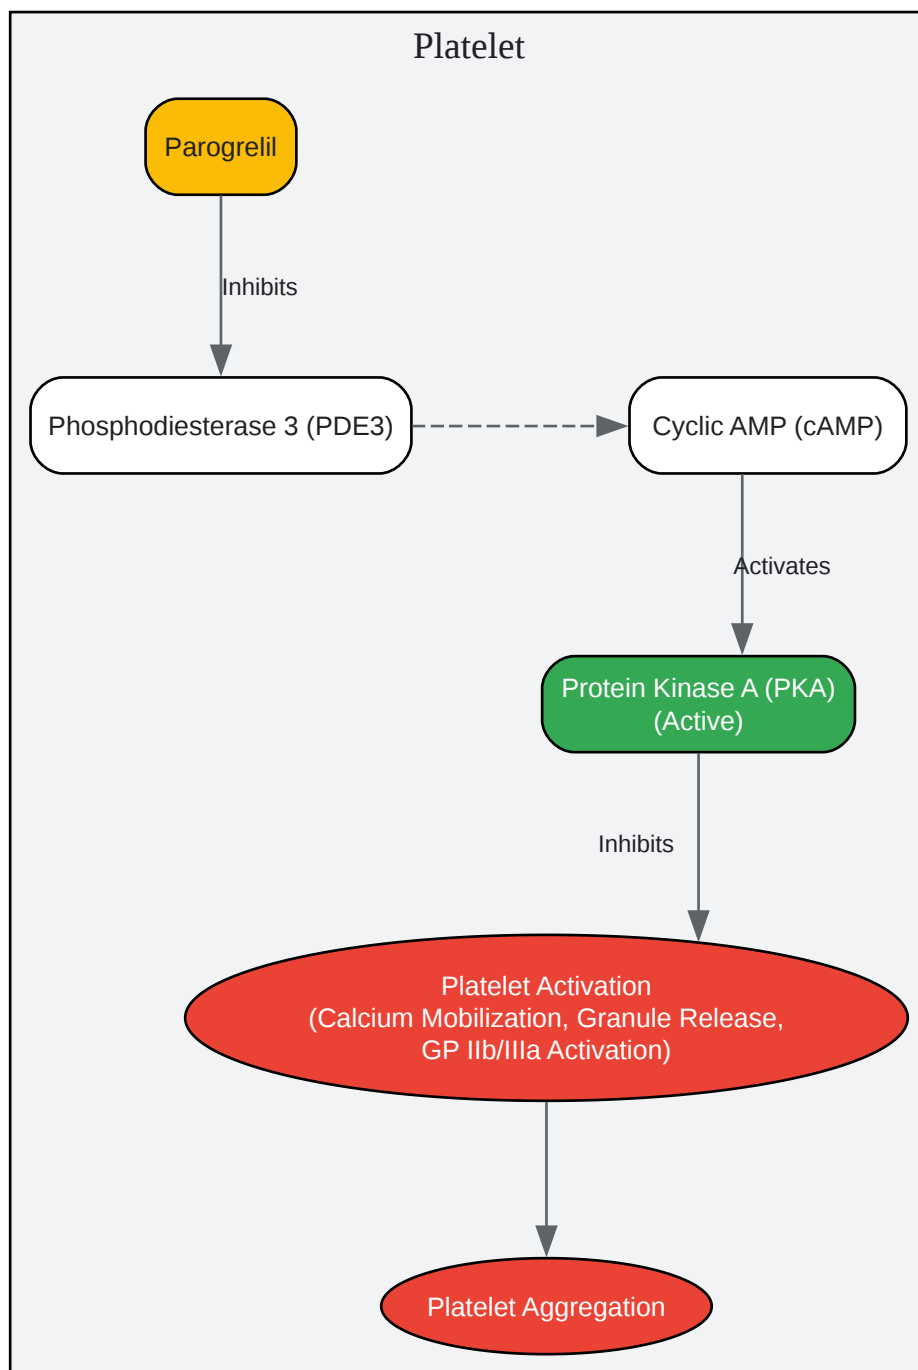 Platelet
Parogrelil
Inhibits
Phosphodiesterase 3 (PDE3)
Cyclic AMP (cAMP)
Activates
Protein Kinase A (PKA)
(Active)
Inhibits
Platelet Activation
(Calcium Mobilization, Granule Release,
GP IIb/IIIa Activation)
Platelet Aggregation